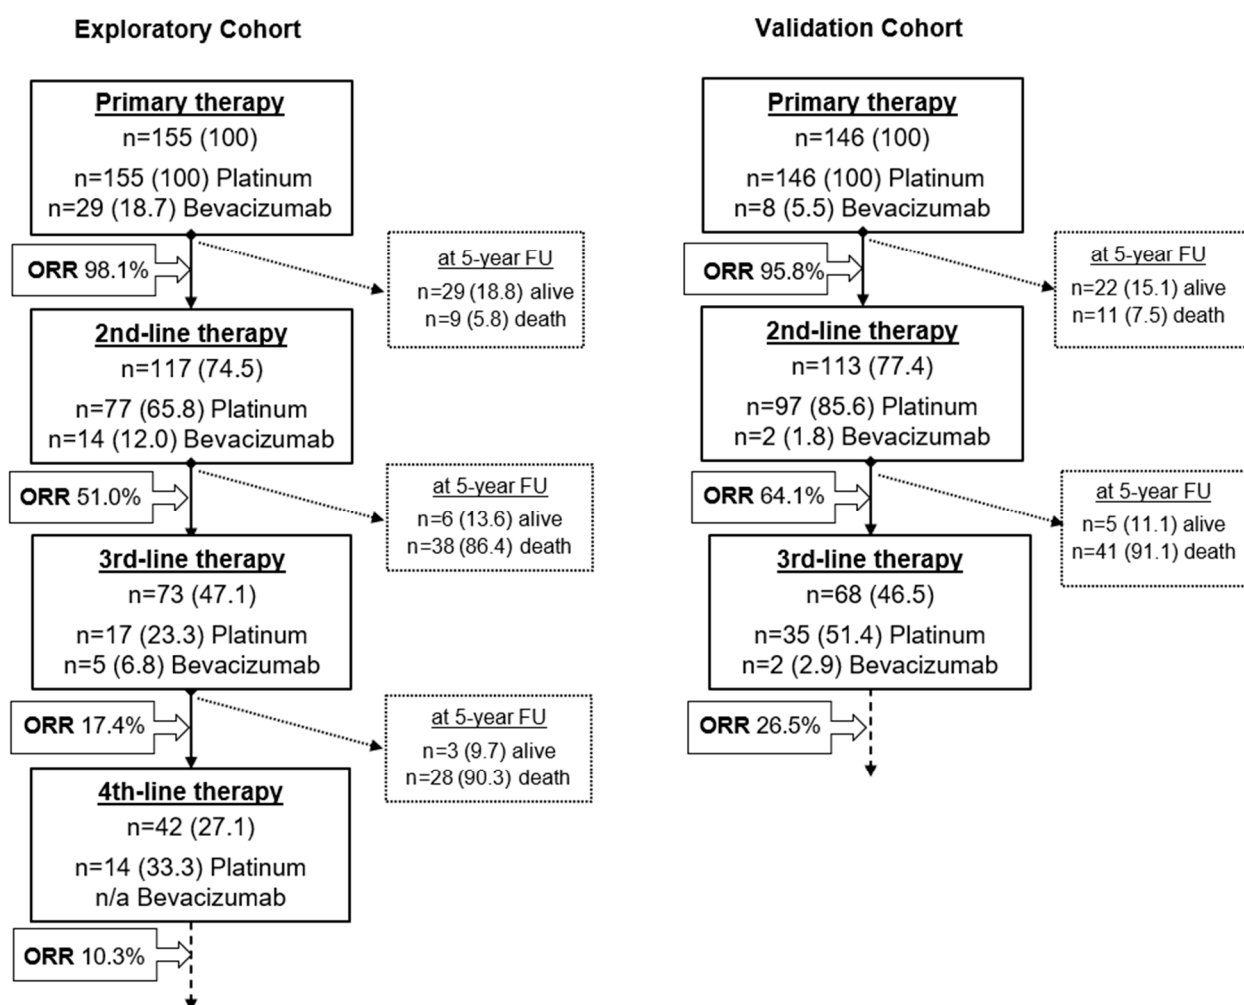 Exploratory Cohort
Primary therapy
n=155 (100)
n=155 (100) Platinum
n=29 (18.7) Bevacizumab
ORR 98.1%
at 5-year FU
n=29 (18.8) alive
n=9 (5.8) death
2nd-line therapy
n=117 (74.5)
n=77 (65.8) Platinum
n=14 (12.0) Bevacizumab
ORR 51.0%
at 5-year FU
n=6 (13.6) alive
n=38 (86.4) death
3rd-line therapy
n=73 (47.1)
n=17 (23.3) Platinum
n=5 (6.8) Bevacizumab
ORR 17.4%
at 5-year FU
n=3 (9.7) alive
n=28 (90.3) death
4th-line therapy
n=42 (27.1)
n=14 (33.3) Platinum
n/a Bevacizumab
ORR 10.3%
Validation Cohort
Primary therapy
n=146 (100)
n=146 (100) Platinum
n=8 (5.5) Bevacizumab
ORR 95.8%
at 5-year FU
n=22 (15.1) alive
n=11 (7.5) death
2nd-line therapy
n=113 (77.4)
n=97 (85.6) Platinum
n=2 (1.8) Bevacizumab
ORR 64.1%
at 5-year FU
n=5 (11.1) alive
n=41 (91.1) death
3rd-line therapy
n=68 (46.5)
n=35 (51.4) Platinum
n=2 (2.9) Bevacizumab
ORR 26.5%